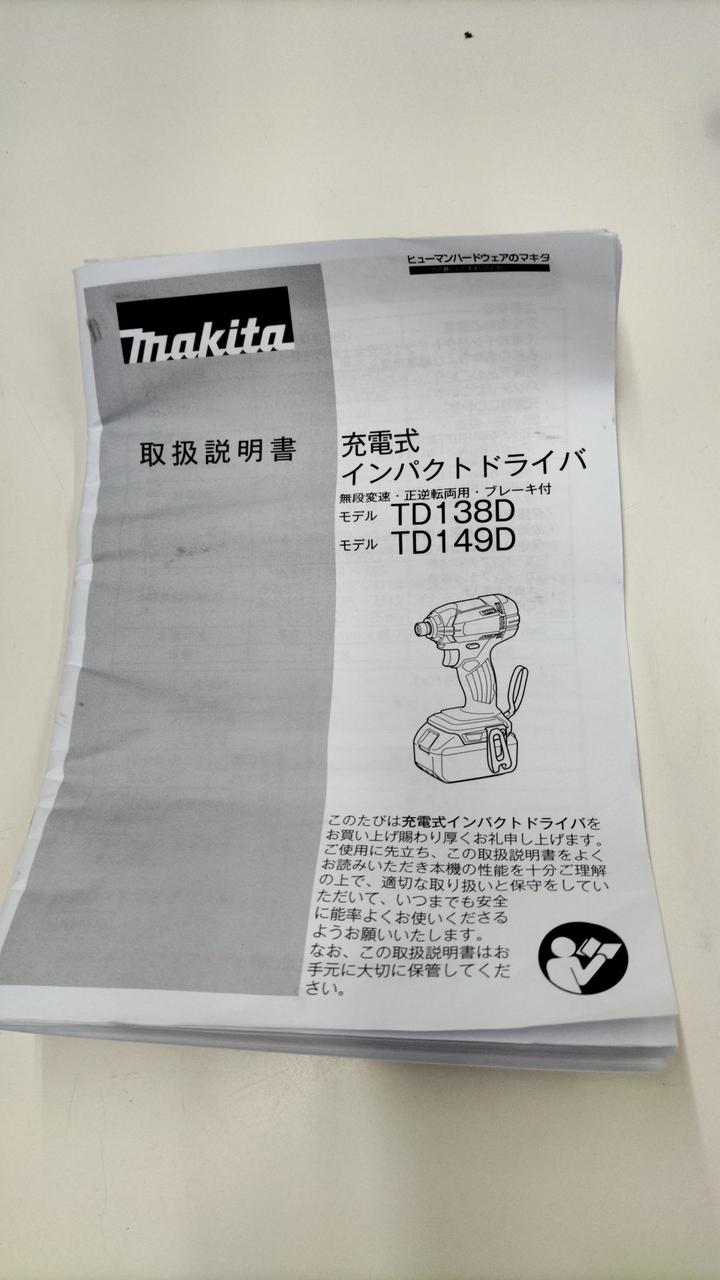 ヒューマンハードウェアのマキタ
makita
取扱説明書
充電式
インパクトドライバ
無段変速・正逆転両用・ブレーキ付
モデル TD138D
モデル TD149D
このたびは充電式インパクトドライバを
お買い上げ賜わり厚くお礼申し上げます。
ご使用に先立ち、この取扱説明書をよく
お読みいただき本機の性能を十分ご理解
の上で、適切な取り扱いと保守をしてい
ただいて、いつまでも安全
に能率よくお使いくださる
ようお願いいたします。
なお、この取扱説明書はお
手元に大切に保管してくだ
さい。